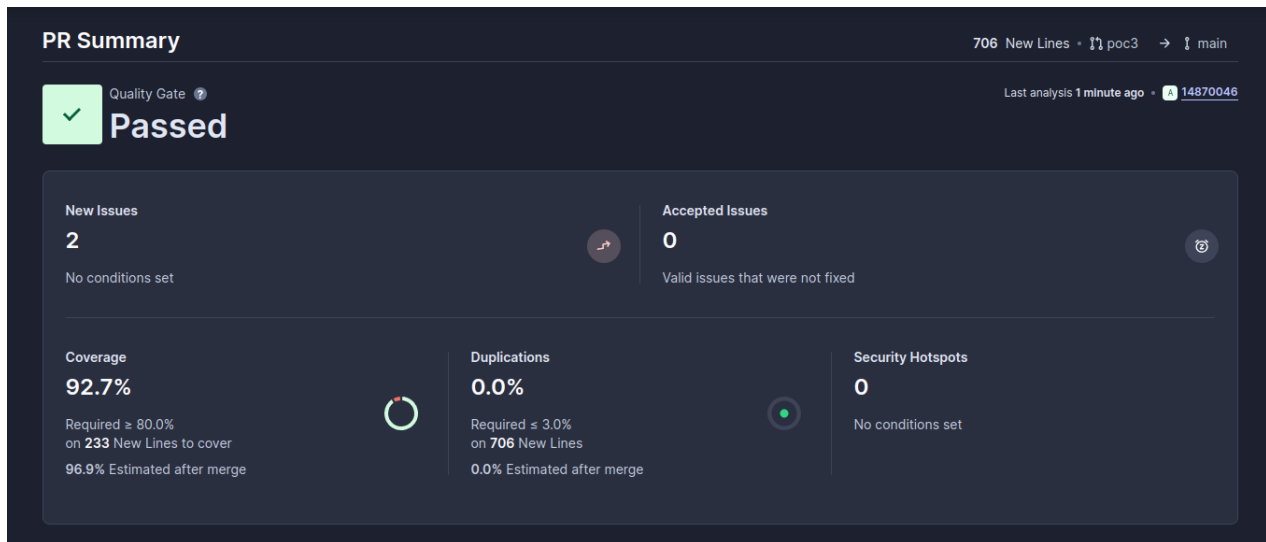 PR Summary
706 New Lines • poc3 → main
Quality Gate ?
Passed
Last analysis 1 minute ago • A 14870046
New Issues
2
No conditions set
Accepted Issues
0
Valid issues that were not fixed
Coverage
92.7%
Required ≥ 80.0%
on 233 New Lines to cover
96.9% Estimated after merge
Duplications
0.0%
Required ≤ 3.0%
on 706 New Lines
0.0% Estimated after merge
Security Hotspots
0
No conditions set